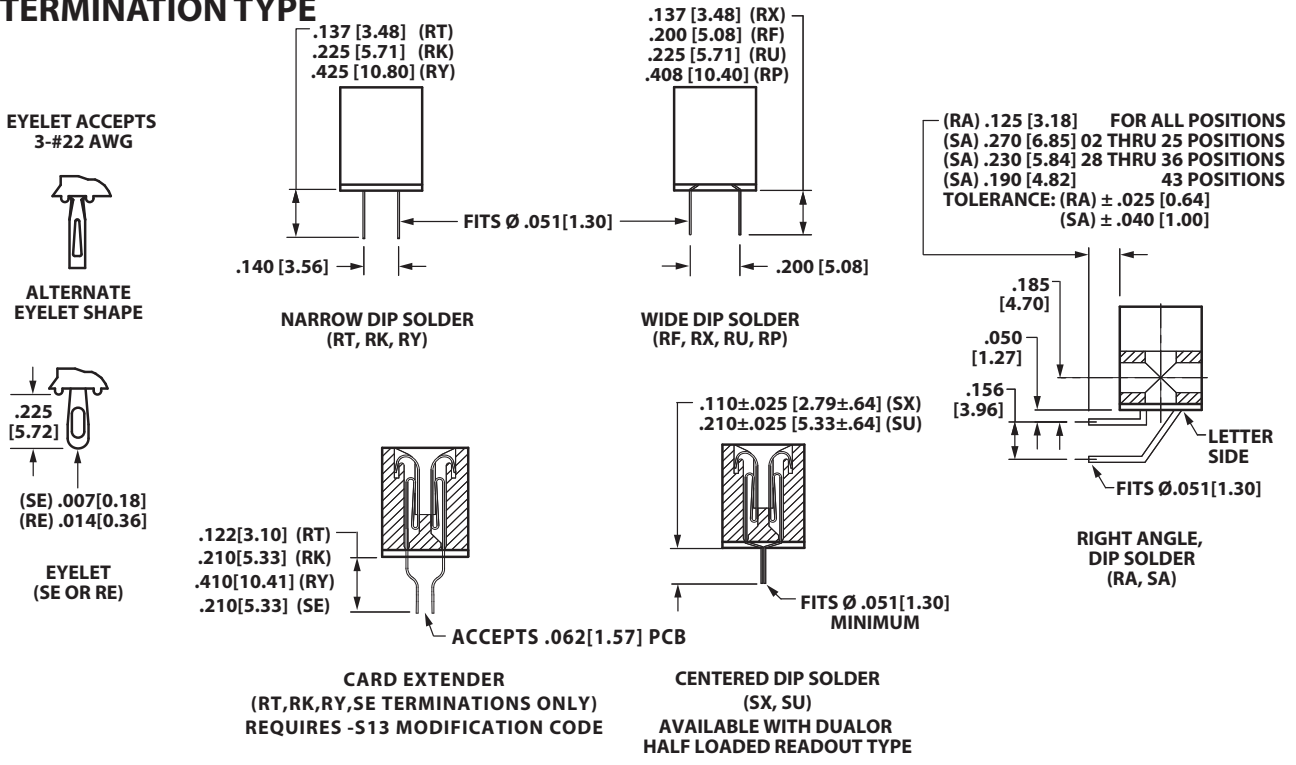 TERMINATION TYPE
.137 [3.48] (RT)
.225 [5.71] (RK)
.425 [10.80] (RY)
.137 [3.48] (RX)
.200 [5.08] (RF)
.225 [5.71] (RU)
.408 [10.40] (RP)
EYELET ACCEPTS
3-#22 AWG
ALTERNATE
EYELET SHAPE
FITS Ø .051[1.30]
.140 [3.56]
.200 [5.08]
NARROW DIP SOLDER
(RT, RK, RY)
WIDE DIP SOLDER
(RF, RX, RU, RP)
(RA) .125 [3.18] FOR ALL POSITIONS
(SA) .270 [6.85] 02 THRU 25 POSITIONS
(SA) .230 [5.84] 28 THRU 36 POSITIONS
(SA) .190 [4.82] 43 POSITIONS
TOLERANCE: (RA) ± .025 [0.64]
(SA) ± .040 [1.00]
.185
[4.70]
.050
[1.27]
.156
[3.96]
LETTER
SIDE
FITS Ø.051[1.30]
RIGHT ANGLE,
DIP SOLDER
(RA, SA)
.225
[5.72]
(SE) .007[0.18]
(RE) .014[0.36]
EYELET
(SE OR RE)
.122[3.10] (RT)
.210[5.33] (RK)
.410[10.41] (RY)
.210[5.33] (SE)
ACCEPTS .062[1.57] PCB
CARD EXTENDER
(RT,RK,RY,SE TERMINATIONS ONLY)
REQUIRES -S13 MODIFICATION CODE
.110±.025 [2.79±.64] (SX)
.210±.025 [5.33±.64] (SU)
FITS Ø .051[1.30]
MINIMUM
CENTERED DIP SOLDER
(SX, SU)
AVAILABLE WITH DUALOR
HALF LOADED READOUT TYPE